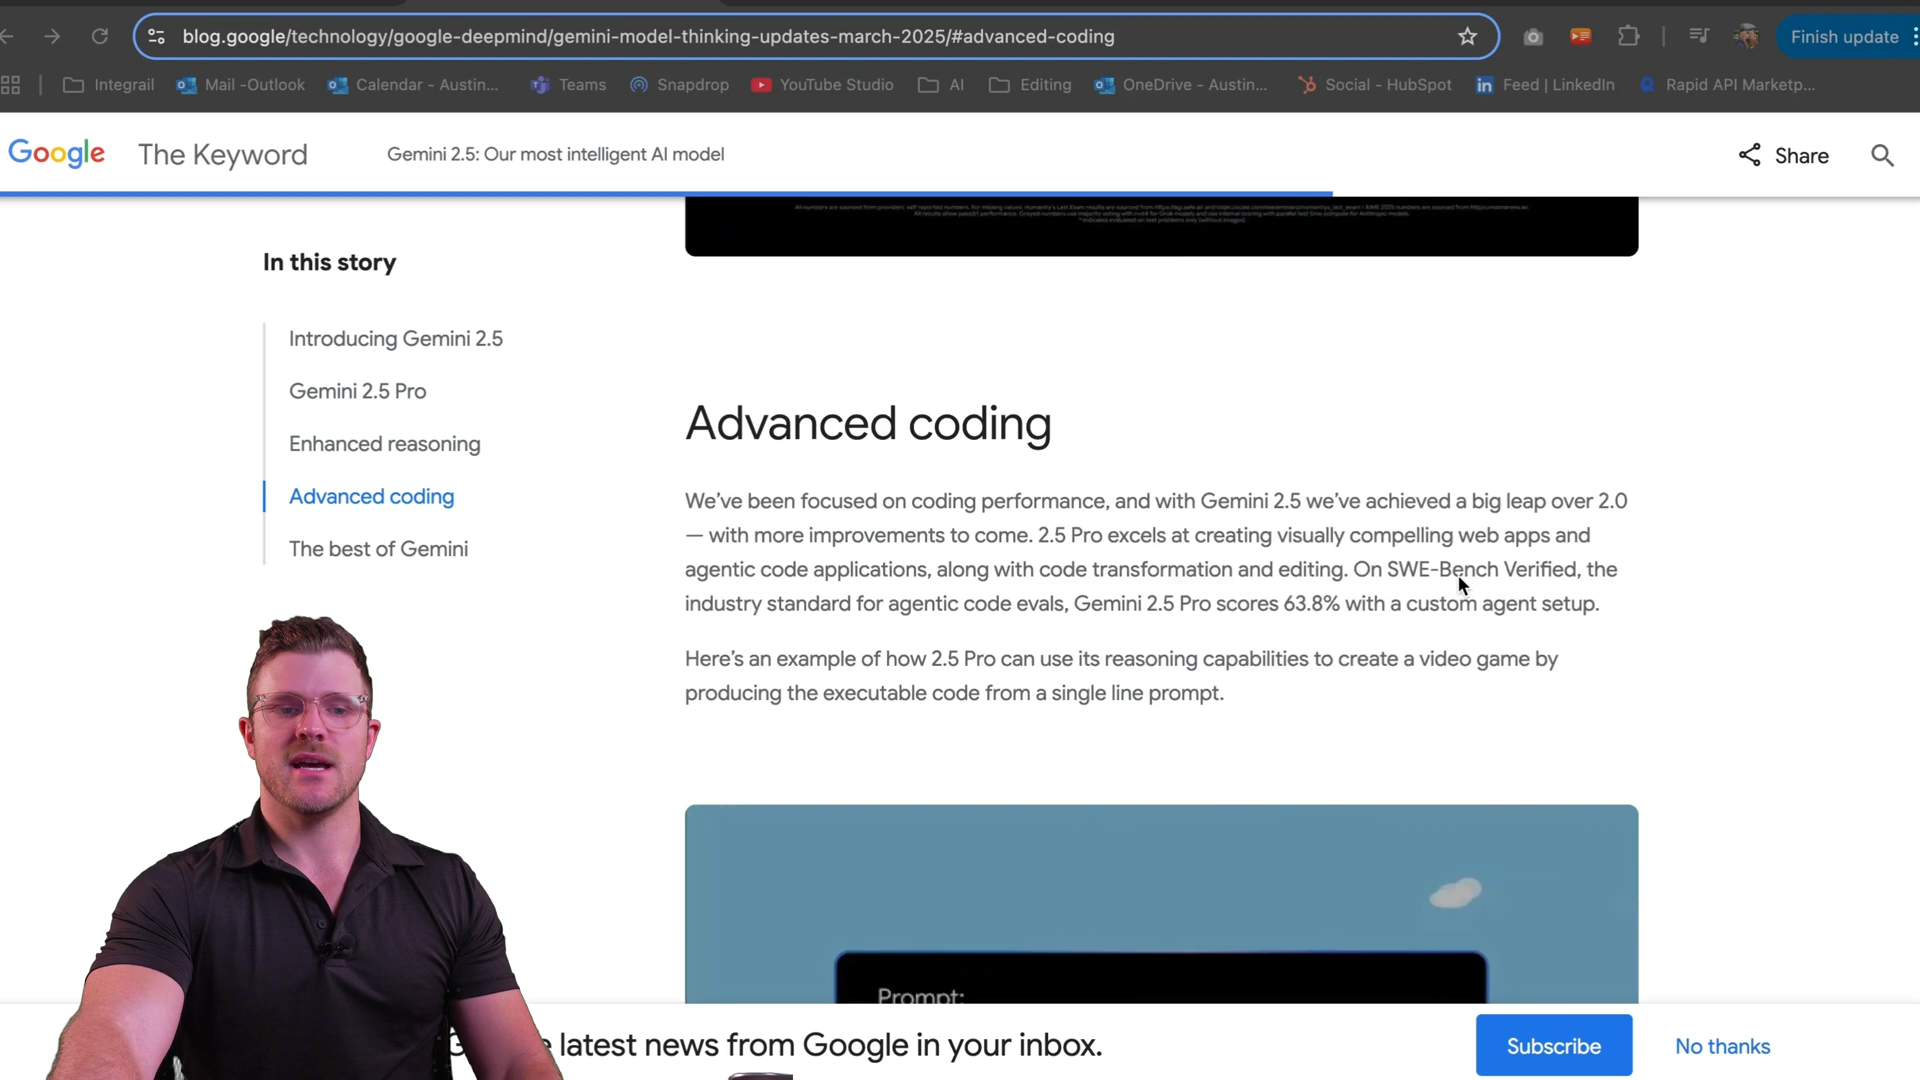 blog.google/technology/google-deepmind/gemini-model-thinking-updates-march-2025/#advanced-coding
Finish update
Integrail
Mail -Outlook
Calendar - Austin...
Teams
Snapdrop
YouTube Studio
AI
Editing
OneDrive - Austin...
Social - HubSpot
Feed | LinkedIn
Rapid API Marketp...
Google The Keyword
Gemini 2.5: Our most intelligent AI model
Share
In this story
Introducing Gemini 2.5
Gemini 2.5 Pro
Enhanced reasoning
Advanced coding
The best of Gemini
Advanced coding
We’ve been focused on coding performance, and with Gemini 2.5 we’ve achieved a big leap over 2.0
— with more improvements to come. 2.5 Pro excels at creating visually compelling web apps and
agentic code applications, along with code transformation and editing. On SWE-Bench Verified, the
industry standard for agentic code evals, Gemini 2.5 Pro scores 63.8% with a custom agent setup.
Here’s an example of how 2.5 Pro can use its reasoning capabilities to create a video game by
producing the executable code from a single line prompt.
Prompt:
latest news from Google in your inbox.
Subscribe
No thanks